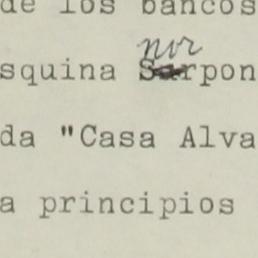 de los bancos
nor
squina Sarpon
da "Casa Alva
a principios